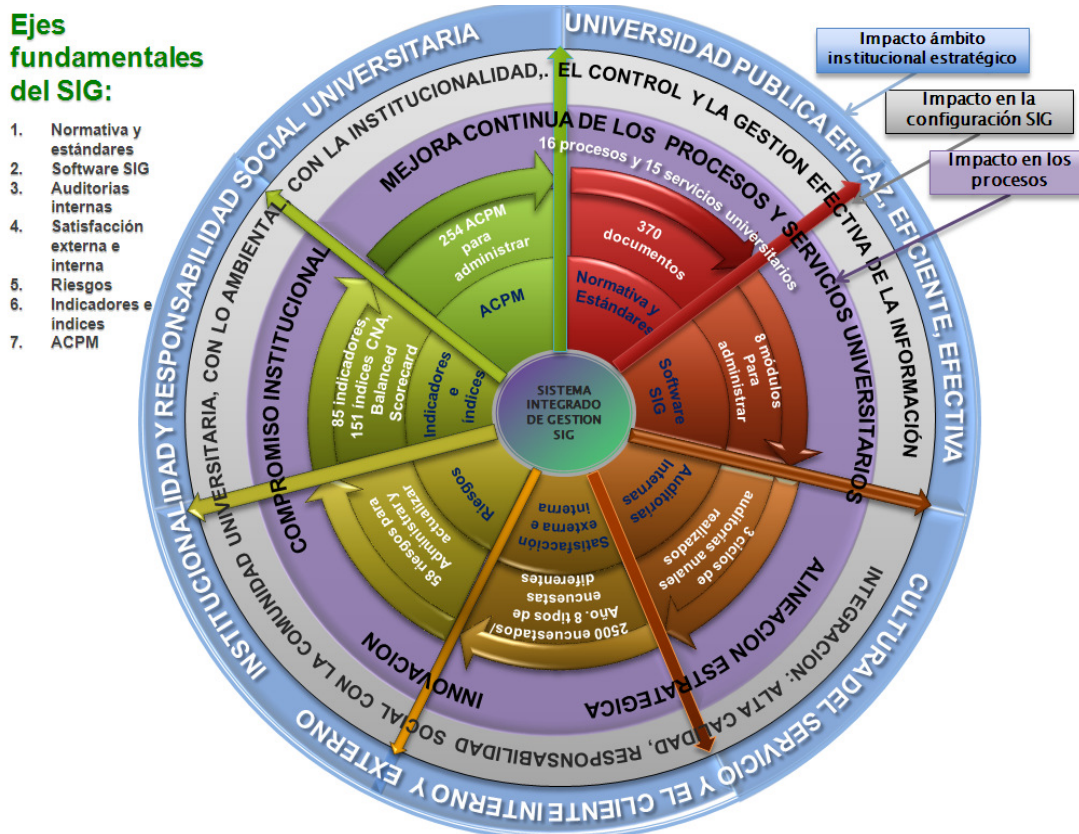 Ejes
fundamentales
del SIG:
1. Normativa y
estándares
2. Software SIG
3. Auditorias
internas
4. Satisfacción
externa e
interna
5. Riesgos
6. Indicadores e
índices
7. ACPM
Impacto ámbito
institucional estratégico
Impacto en la
configuración SIG
Impacto en los
procesos
UNIVERSIDAD PUBLICA EFICAZ, EFICIENTE, EFECTIVA
CULTURA DEL SERVICIO Y EL CLIENTE INTERNO Y EXTERNO
INSTITUCIONALIDAD Y RESPONSABILIDAD SOCIAL UNIVERSITARIA
EL CONTROL Y LA GESTION EFECTIVA DE LA INFORMACIÓN
INTEGRACION: ALTA CALIDAD, RESPONSABILIDAD SOCIAL CON LA COMUNIDAD UNIVERSITARIA, CON LO AMBIENTAL, CON LA INSTITUCIONALIDAD,.
MEJORA CONTINUA DE LOS PROCESOS Y SERVICIOS UNIVERSITARIOS
16 procesos y 15 servicios universitarios
ALINEACION ESTRATEGICA
INNOVACION
COMPROMISO INSTITUCIONAL
370
documentos
Normativa y
Estándares
8 módulos
Para
administrar
Software
SIG
3 ciclos de
auditorias anuales
realizados
Auditorias
Internas
2500 encuestados/
Año. 8 tipos de
encuestas
diferentes
Satisfacción
externa e
interna
58 riesgos para
Administrar y
actualizar
Riesgos
85 indicadores,
151 indices CNA,
Balanced
Scorecard
Indicadores
e
índices
254 ACPM
para
administrar
ACPM
SISTEMA
INTEGRADO
DE GESTION
SIG